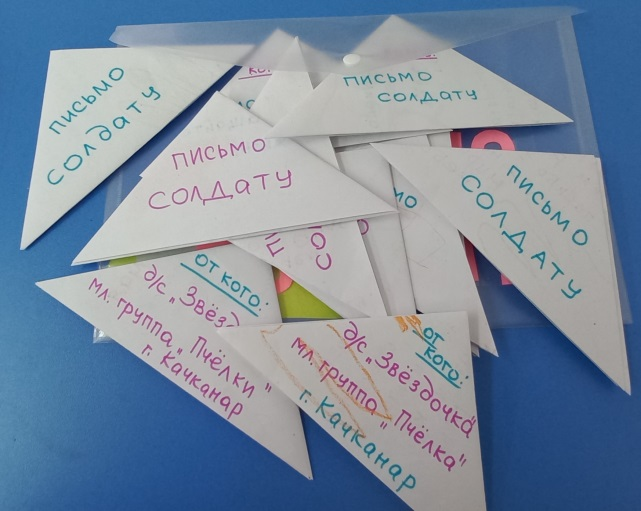 письмо
солдату
письмо
солдату
письмо
солдату
письмо
солдату
от кого:
д/с „Звёзд
мл. группа „Пчёлки"
г. Качканар
от
кого:
д/с „Звёздочка"
мл. группа „Пчёлка"
г. Качканар